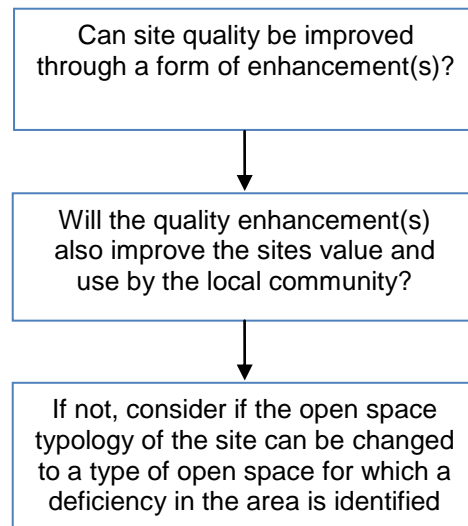 Can site quality be improved
through a form of enhancement(s)?
Will the quality enhancement(s)
also improve the sites value and
use by the local community?
If not, consider if the open space
typology of the site can be changed
to a type of open space for which a
deficiency in the area is identified